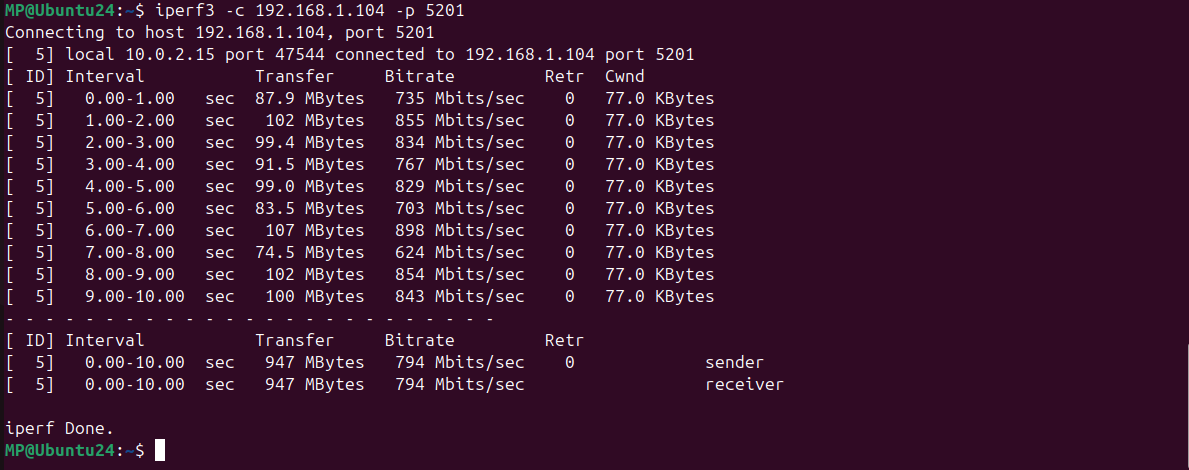 MP@Ubuntu24:~$ iperf3 -c 192.168.1.104 -p 5201
Connecting to host 192.168.1.104, port 5201
[  5] local 10.0.2.15 port 47544 connected to 192.168.1.104 port 5201
[ ID] Interval           Transfer     Bitrate         Retr  Cwnd
[  5]   0.00-1.00   sec  87.9 MBytes   735 Mbits/sec    0   77.0 KBytes
[  5]   1.00-2.00   sec   102 MBytes   855 Mbits/sec    0   77.0 KBytes
[  5]   2.00-3.00   sec  99.4 MBytes   834 Mbits/sec    0   77.0 KBytes
[  5]   3.00-4.00   sec  91.5 MBytes   767 Mbits/sec    0   77.0 KBytes
[  5]   4.00-5.00   sec  99.0 MBytes   829 Mbits/sec    0   77.0 KBytes
[  5]   5.00-6.00   sec  83.5 MBytes   703 Mbits/sec    0   77.0 KBytes
[  5]   6.00-7.00   sec   107 MBytes   898 Mbits/sec    0   77.0 KBytes
[  5]   7.00-8.00   sec  74.5 MBytes   624 Mbits/sec    0   77.0 KBytes
[  5]   8.00-9.00   sec   102 MBytes   854 Mbits/sec    0   77.0 KBytes
[  5]   9.00-10.00  sec   100 MBytes   843 Mbits/sec    0   77.0 KBytes
- - - - - - - - - - - - - - - - - - - - - - - - -
[ ID] Interval           Transfer     Bitrate         Retr
[  5]   0.00-10.00  sec   947 MBytes   794 Mbits/sec    0             sender
[  5]   0.00-10.00  sec   947 MBytes   794 Mbits/sec                  receiver
iperf Done.
MP@Ubuntu24:~$